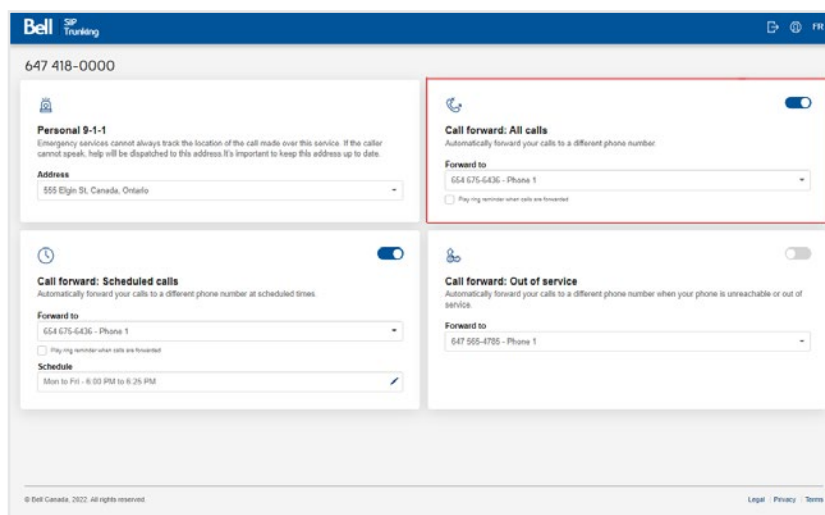 Bell SIP Trunking
FR
647 418-0000
Personal 9-1-1
Emergency services cannot always track the location of the call made over this service. If the caller
cannot speak, help will be dispatched to this address.It's important to keep this address up to date.
Address
555 Elgin St, Canada, Ontario
Call forward: All calls
Automatically forward your calls to a different phone number.
Forward to
654 675-6436 - Phone 1
Play ring reminder when calls are forwarded
Call forward: Scheduled calls
Automatically forward your calls to a different phone number at scheduled times.
Forward to
654 675-6436 - Phone 1
Play ring reminder when calls are forwarded
Schedule
Mon to Fri - 6:00 PM to 6:25 PM
Call forward: Out of service
Automatically forward your calls to a different phone number when your phone is unreachable or out of
service.
Forward to
647 565-4785 - Phone 1
© Bell Canada, 2022. All rights reserved.
Legal Privacy Terms